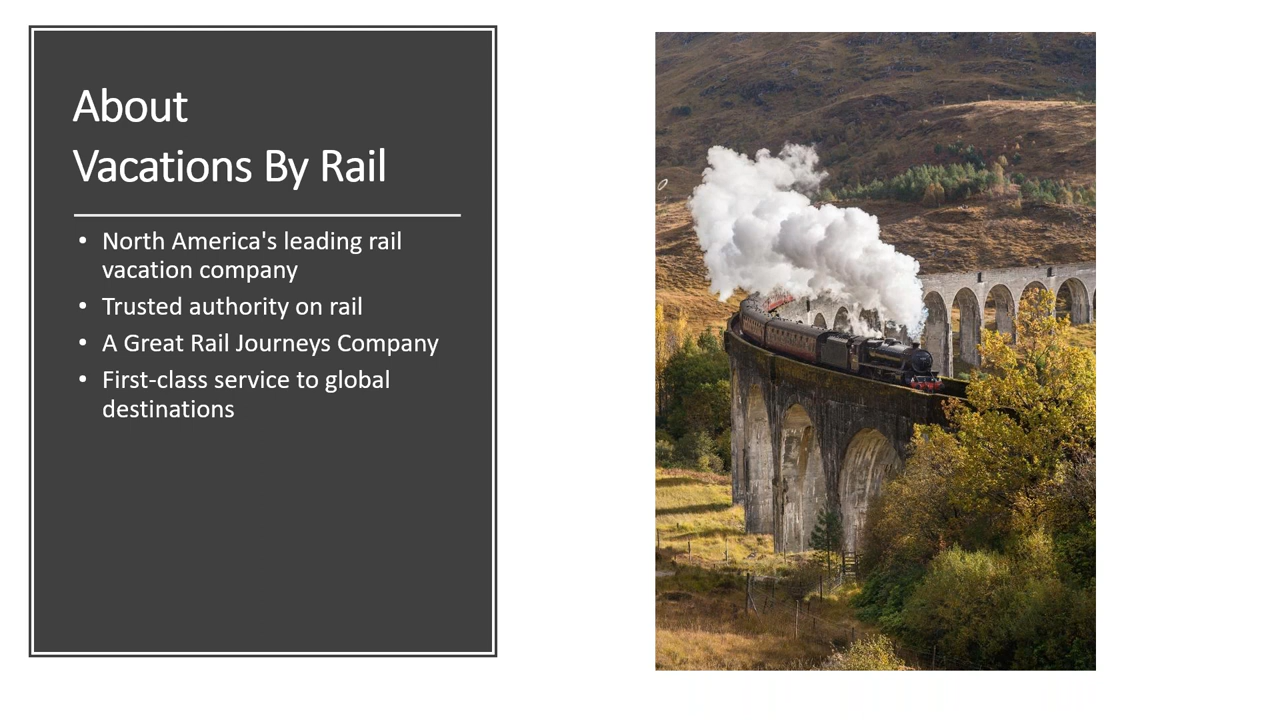 About
Vacations By Rail
• North America's leading rail
vacation company
• Trusted authority on rail
• A Great Rail Journeys Company
• First-class service to global
destinations